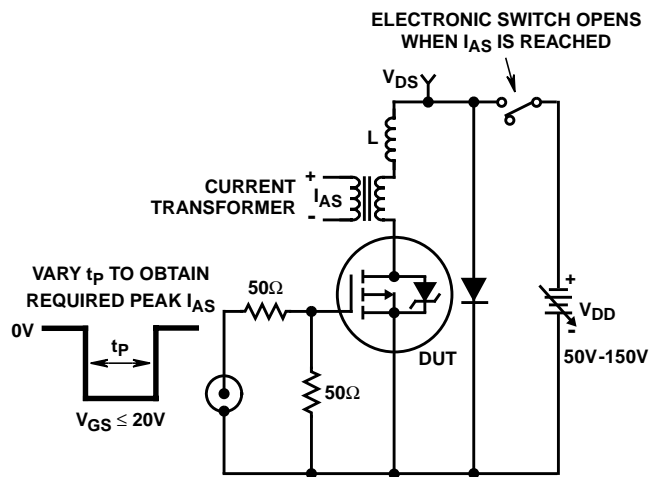 ELECTRONIC SWITCH OPENS
WHEN I_AS IS REACHED
V_DS
L
+
CURRENT
TRANSFORMER
I_AS
-
VARY t_P TO OBTAIN
REQUIRED PEAK I_AS
50Ω
0V
t_P
50Ω
V_GS ≤ 20V
DUT
+
V_DD
-
50V-150V